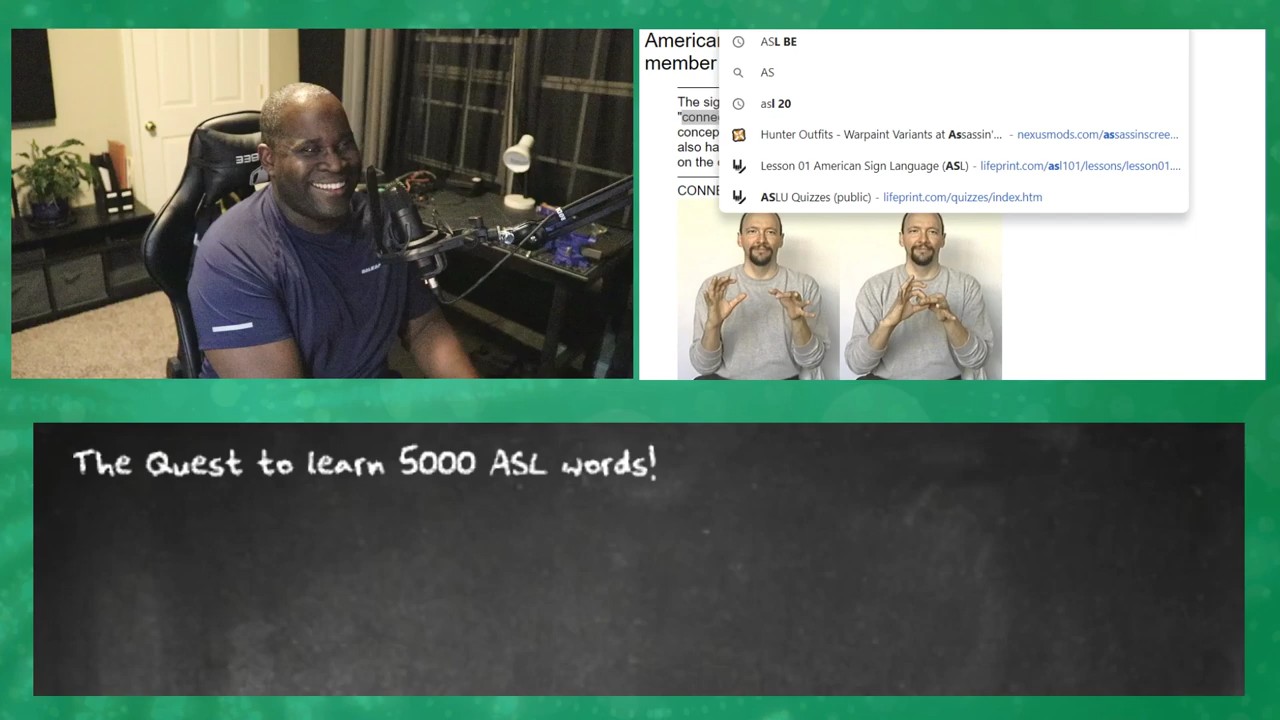 America
member
The sig
"conne
concep
also ha
on the
CONNE
ASL BE
AS
asl 20
Hunter Outfits - Warpaint Variants at Assassin'... - nexusmods.com/assassinscree...
Lesson 01 American Sign Language (ASL) - lifeprint.com/asl101/lessons/lesson01....
ASLU Quizzes (public) - lifeprint.com/quizzes/index.htm
The Quest to learn 5000 ASL words!